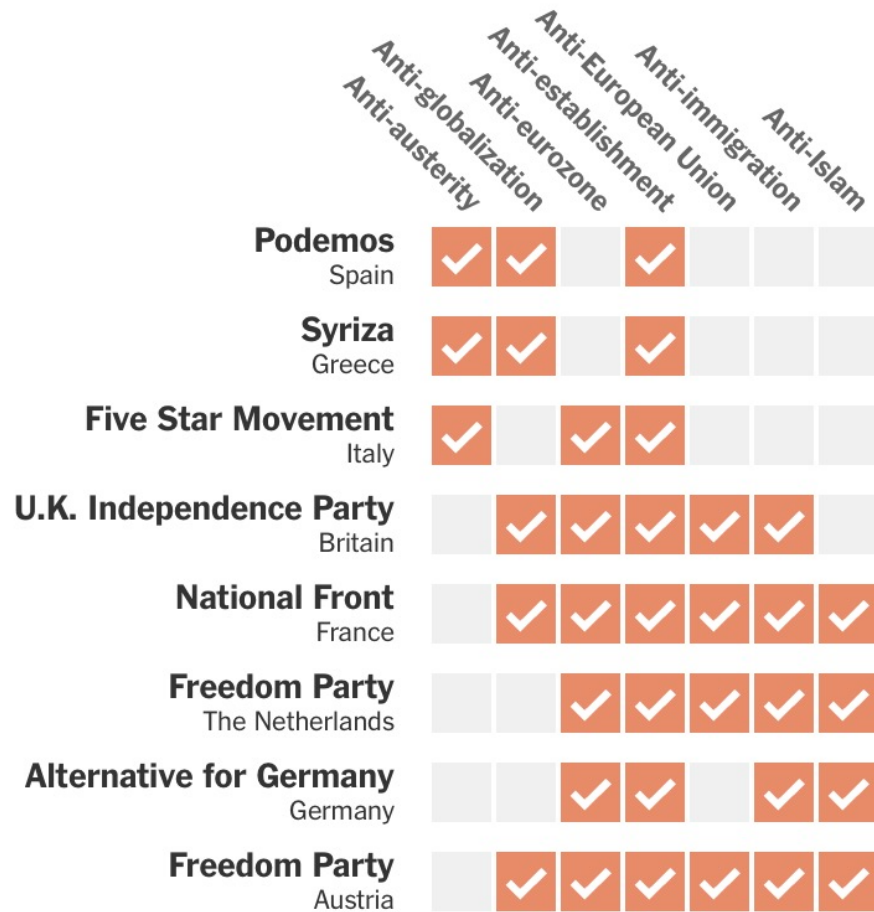 Anti-austerity
Anti-globalization
Anti-eurozone
Anti-establishment
Anti-European Union
Anti-immigration
Anti-Islam
Podemos
Spain
Syriza
Greece
Five Star Movement
Italy
U.K. Independence Party
Britain
National Front
France
Freedom Party
The Netherlands
Alternative for Germany
Germany
Freedom Party
Austria